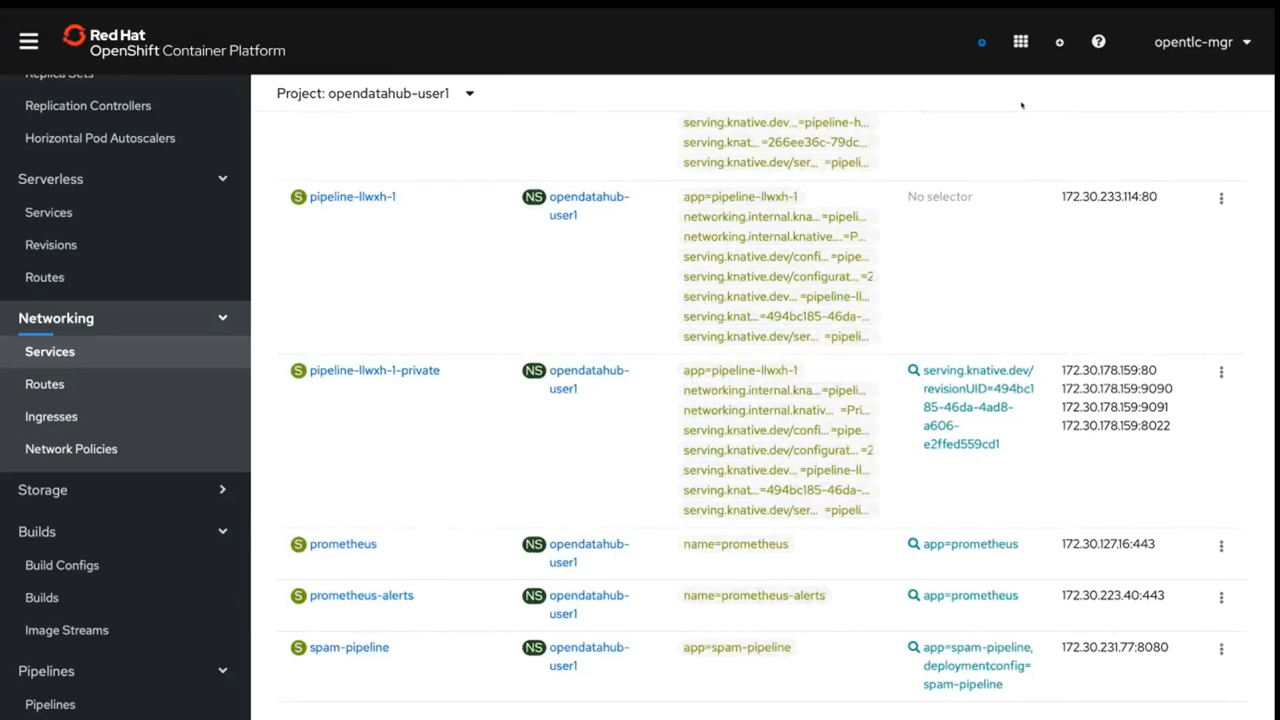 Red Hat
OpenShift Container Platform
opentlc-mgr
Replica Sets
Replication Controllers
Horizontal Pod Autoscalers
Serverless
Services
Revisions
Routes
Networking
Services
Routes
Ingresses
Network Policies
Storage
Builds
Build Configs
Builds
Image Streams
Pipelines
Pipelines
Project: opendatahub-user1
serving.knative.dev...=pipeline-h...
serving.knat... =266ee36c-79dc...
serving.knative.dev/ser... =pipeli...
S pipeline-llwxh-1
NS opendatahub-
user1
app=pipeline-llwxh-1
networking.internal.kna...=pipeli...
networking.internal.knative....=P...
serving.knative.dev/confi...=pipe...
serving.knative.dev/configurat...=2
serving.knative.dev... =pipeline-ll...
serving.knat...=494bc185-46da-...
serving.knative.dev/ser... =pipeli...
No selector
172.30.233.114:80
S pipeline-llwxh-1-private
NS opendatahub-
user1
app=pipeline-llwxh-1
networking.internal.kna...=pipeli...
networking.internal.knativ... =Pri...
serving.knative.dev/confi...=pipe...
serving.knative.dev/configurat...=2
serving.knative.dev... =pipeline-ll...
serving.knat...=494bc185-46da-...
serving.knative.dev/ser... =pipeli...
serving.knative.dev/
revisionUID=494bc1
85-46da-4ad8-
a606-
e2ffed559cd1
172.30.178.159:80
172.30.178.159:9090
172.30.178.159:9091
172.30.178.159:8022
S prometheus
NS opendatahub-
user1
name=prometheus
app=prometheus
172.30.127.16:443
S prometheus-alerts
NS opendatahub-
user1
name=prometheus-alerts
app=prometheus
172.30.223.40:443
S spam-pipeline
NS opendatahub-
user1
app=spam-pipeline
app=spam-pipeline,
deploymentconfig=
spam-pipeline
172.30.231.77:8080